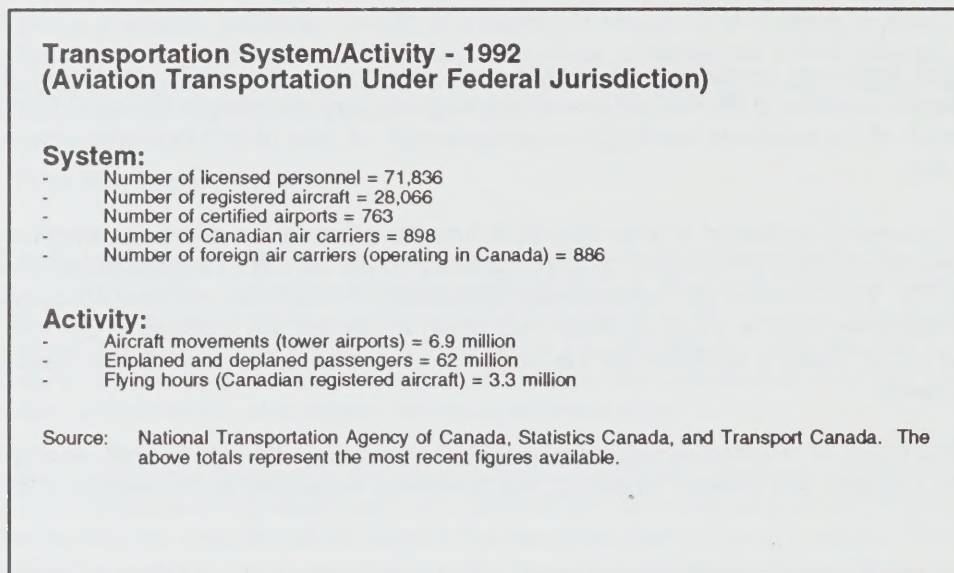 Transportation System/Activity - 1992
(Aviation Transportation Under Federal Jurisdiction)
System:
- Number of licensed personnel = 71,836
- Number of registered aircraft = 28,066
- Number of certified airports = 763
- Number of Canadian air carriers = 898
- Number of foreign air carriers (operating in Canada) = 886
Activity:
- Aircraft movements (tower airports) = 6.9 million
- Enplaned and deplaned passengers = 62 million
- Flying hours (Canadian registered aircraft) = 3.3 million
Source: National Transportation Agency of Canada, Statistics Canada, and Transport Canada. The
above totals represent the most recent figures available.